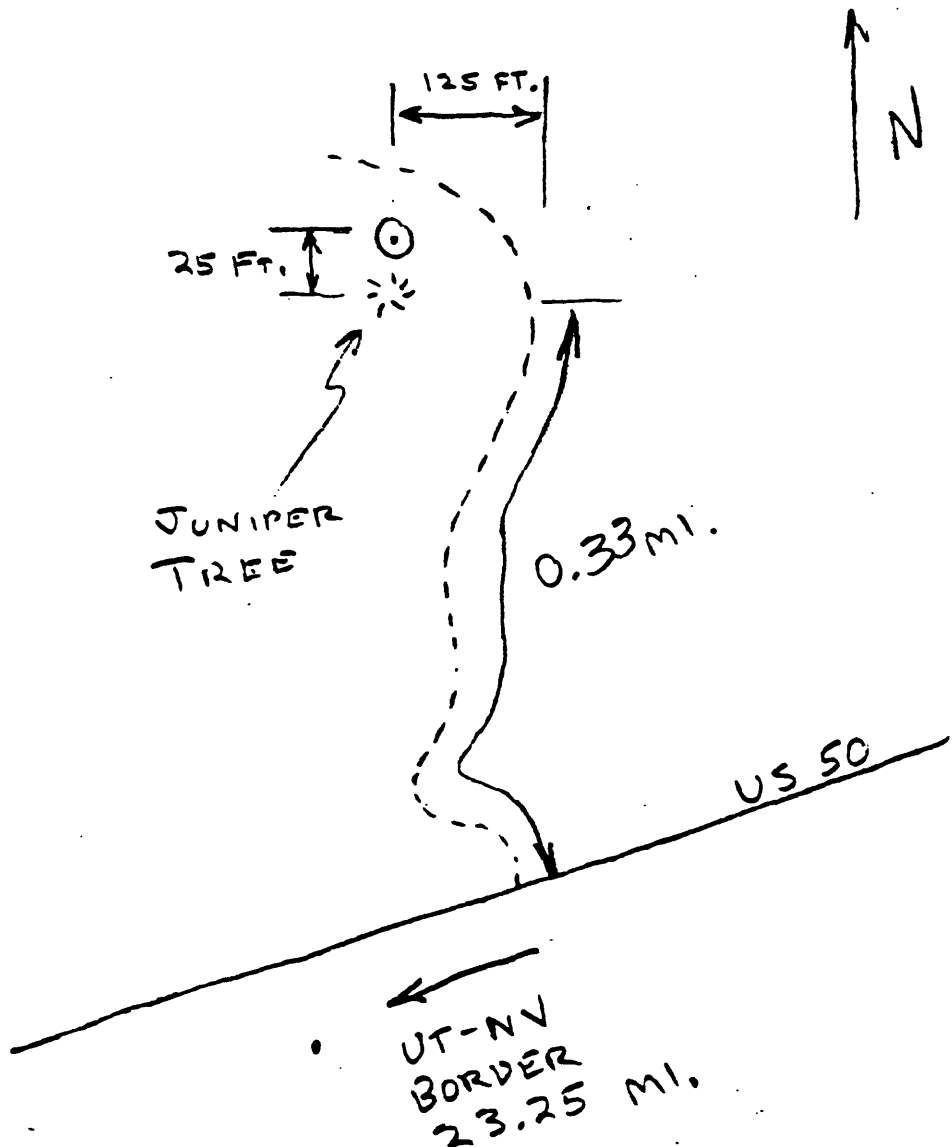 125 FT.
N
25 FT.
JUNIPER
TREE
0.33 MI.
US 50
UT-NV
BORDER
23.25 MI.